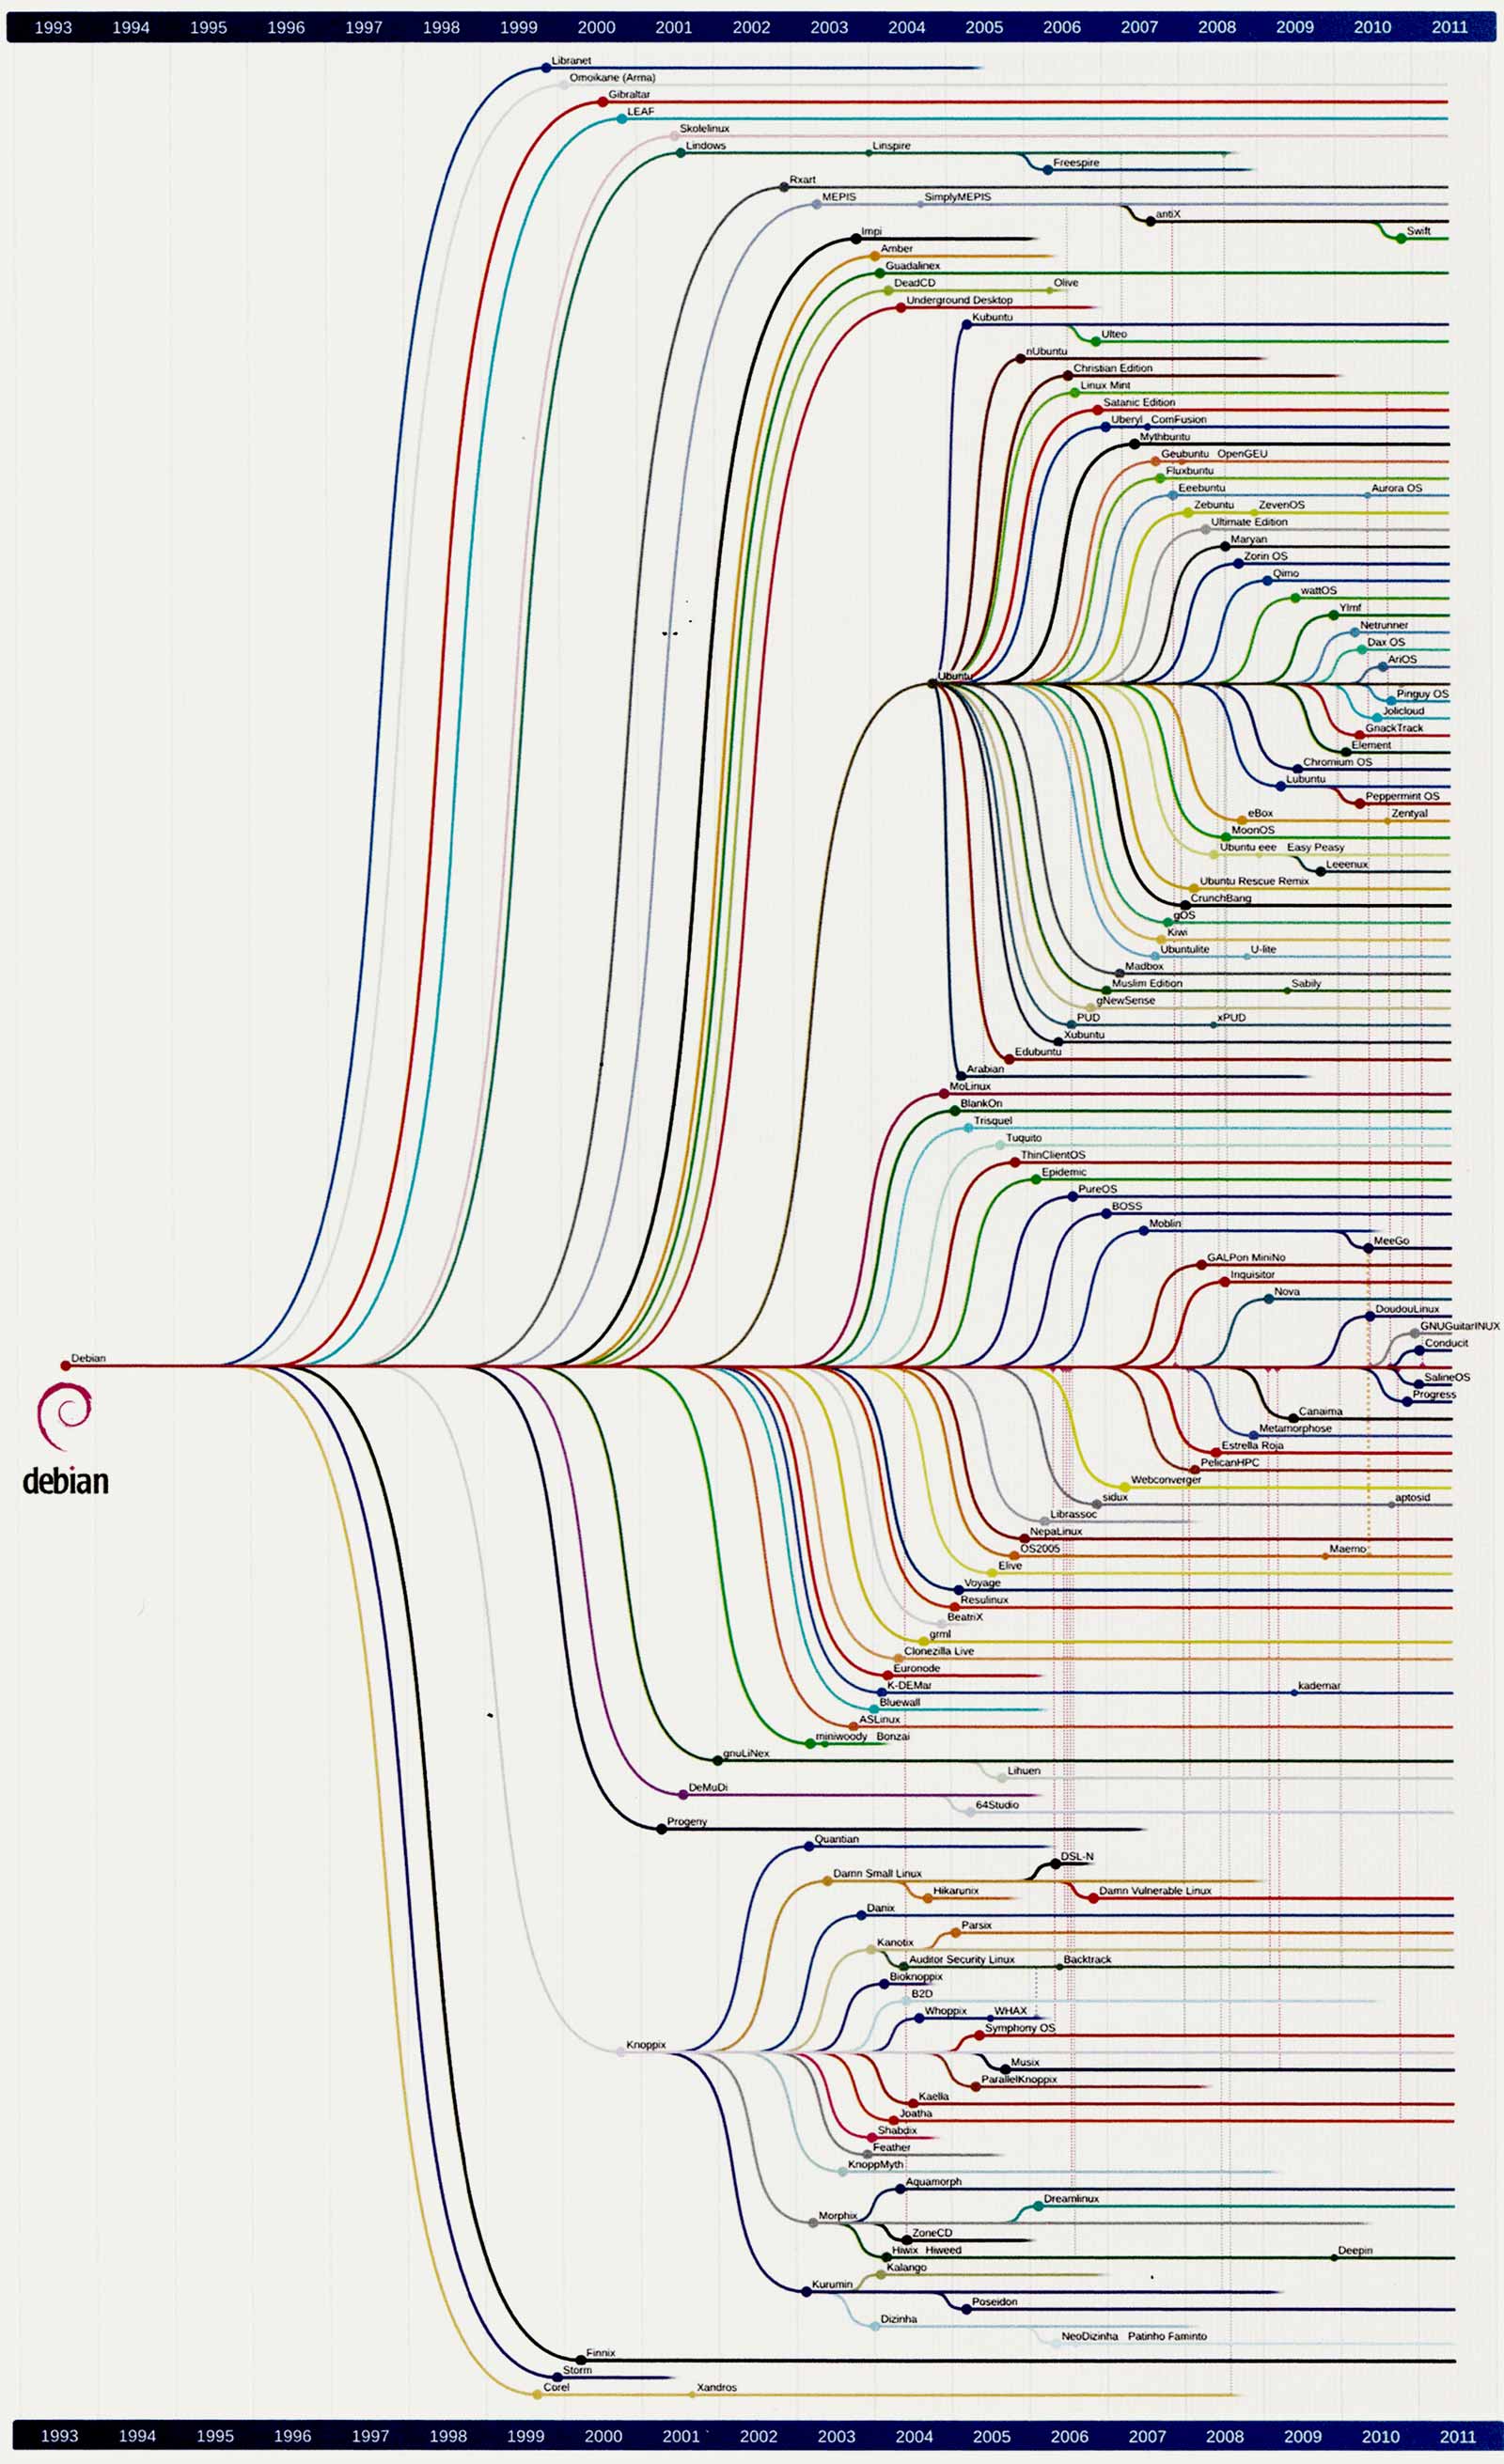 1993 1994 1995 1996 1997 1998 1999 2000 2001 2002 2003 2004 2005 2006 2007 2008 2009 2010 2011
Libranet
Omoikane (Arma)
Gibraltar
LEAF
Skolelinux
Lindows Linspire
Freespire
Rxart
MEPIS SimplyMEPIS
antiX
Impi Swift
Amber
Guadalinex
DeadCD Olive
Underground Desktop
Kubuntu
Ulteo
nUbuntu
Christian Edition
Linux Mint
Satanic Edition
Uberyl ComFusion
Mythbuntu
Geubuntu OpenGEU
Fluxbuntu
Eeebuntu Aurora OS
Zebuntu ZevenOS
Ultimate Edition
Maryan
Zorin OS
Qimo
wattOS
Ylmf
Netrunner
Dax OS
AriOS
Ubuntu
Pinguy OS
Jolicloud
GnackTrack
Element
Chromium OS
Lubuntu
Peppermint OS
eBox Zentyal
MoonOS
Ubuntu eee Easy Peasy
Leeenux
Ubuntu Rescue Remix
CrunchBang
gOS
Kiwi
Ubuntulite U-lite
Madbox
Muslim Edition Sabily
gNewSense
PUD xPUD
Xubuntu
Edubuntu
Arabian
MoLinux
BlankOn
Trisquel
Tuquito
ThinClientOS
Epidemic
PureOS
BOSS
Moblin
MeeGo
GALPon MiniNo
Inquisitor
Nova
DoudouLinux
GNUGuitarINUX
Conducit
Debian
SalineOS
Progress
Canaima
Metamorphose
Estrella Roja
PelicanHPC
debian
Webconverger
sidux aptosid
Librassoc
NepaLinux
OS2005 Maemo
Elive
Voyage
Resulinux
BeatriX
grml
Clonezilla Live
Euronode
K-DEMar kademar
Bluewall
ASLinux
miniwoody Bonzai
gnuLiNex
Lihuen
DeMuDi
64Studio
Progeny
Quantian
DSL-N
Damn Small Linux
Hikarunix Damn Vulnerable Linux
Danix
Parsix
Kanotix
Auditor Security Linux Backtrack
Bioknoppix
B2D
Whoppix WHAX
Symphony OS
Knoppix
Musix
ParallelKnoppix
Kaella
Joatha
Shabdix
Feather
KnoppMyth
Aquamorph
Dreamlinux
Morphix
ZoneCD
Hiwix Hiweed Deepin
Kalango
Kurumin
Poseidon
Dizinha
NeoDizinha Patinho Faminto
Finnix
Storm
Corel Xandros
1993 1994 1995 1996 1997 1998 1999 2000 2001 2002 2003 2004 2005 2006 2007 2008 2009 2010 2011